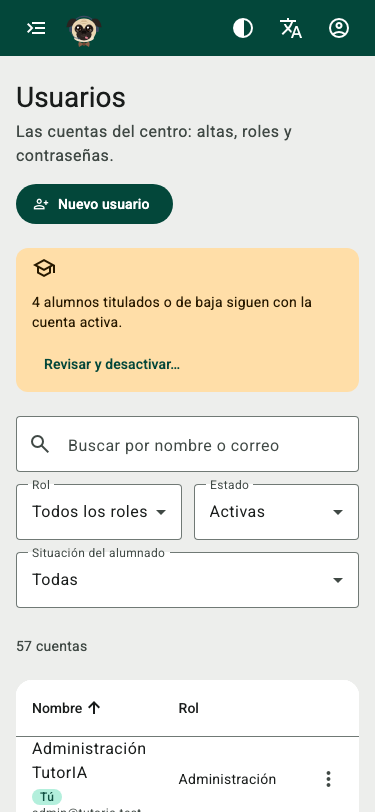 Usuarios
Las cuentas del centro: altas, roles y
contraseñas.
Nuevo usuario
4 alumnos titulados o de baja siguen con la
cuenta activa.
Revisar y desactivar…
Buscar por nombre o correo
Rol
Todos los roles
Estado
Activas
Situación del alumnado
Todas
57 cuentas
Nombre
Rol
Administración
TutorIA
Tú
Administración